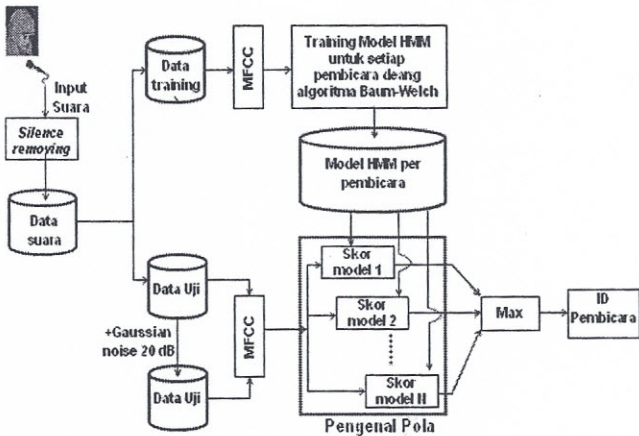 Input
Suara
Silence removing
Data
suara
Data
training
MFCC
Training Model HMM
untuk setiap
pembicara deang
algoritma Baum-Welch
Model HMM per
pembicara
Data Uji
+Gaussian
noise 20 dB
Data Uji
MFCC
Skor
model 1
Skor
model 2
Skor
model N
Pengenal Pola
Max
ID
Pembicara